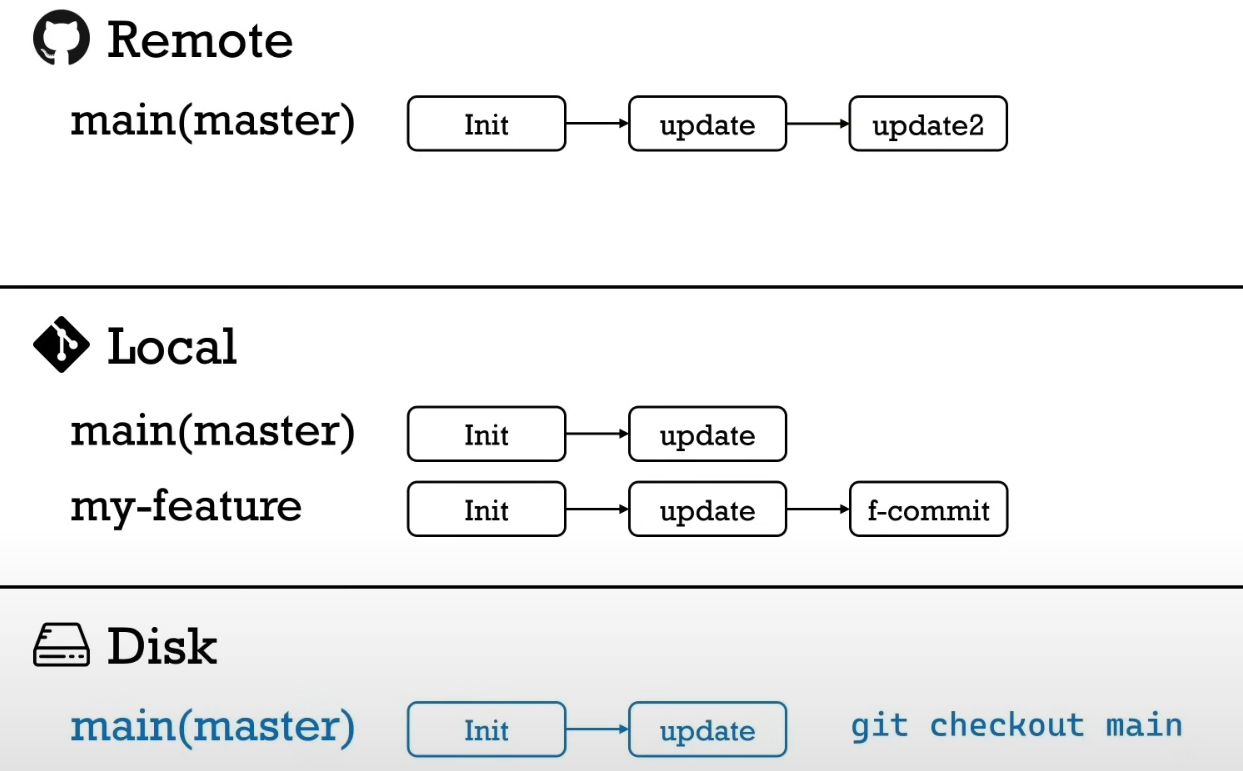 Remote
main(master) Init update update2
Local
main(master) Init update
my-feature Init update f-commit
Disk
main(master) Init update git checkout main